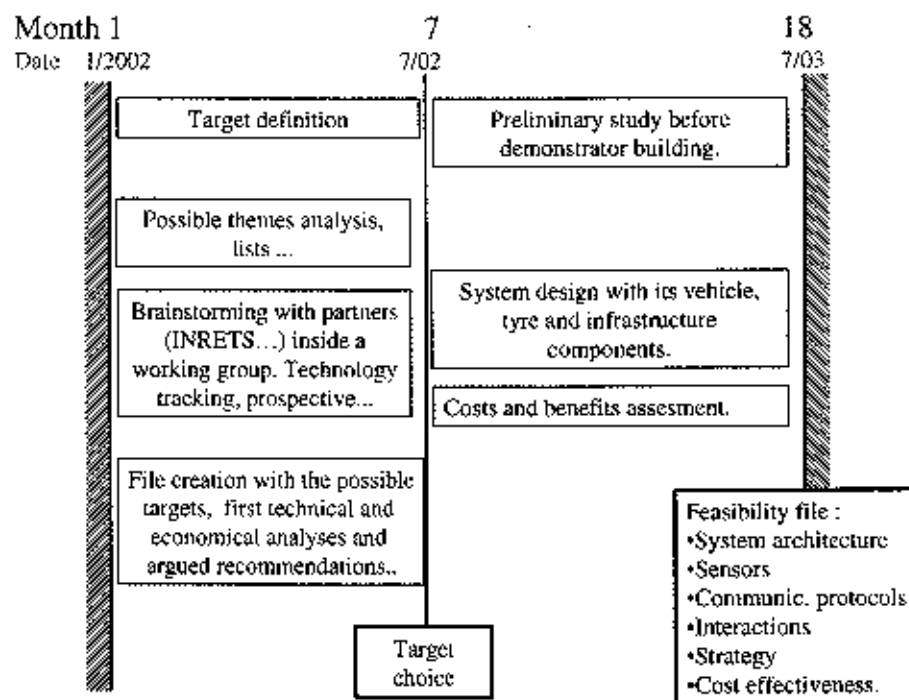 Month 1 7 18
Date 1/2002 7/02 7/03
Target definition
Preliminary study before
demonstrator building.
Possible themes analysis,
lists ...
Brainstorming with partners
(INRETS...) inside a
working group. Technology
tracking, prospective...
System design with its vehicle,
tyre and infrastructure
components.
Costs and benefits assesment.
File creation with the possible
targets, first technical and
economical analyses and
argued recommendations..
Target
choice
Feasibility file :
•System architecture
•Sensors
•Communic. protocols
•Interactions
•Strategy
•Cost effectiveness.